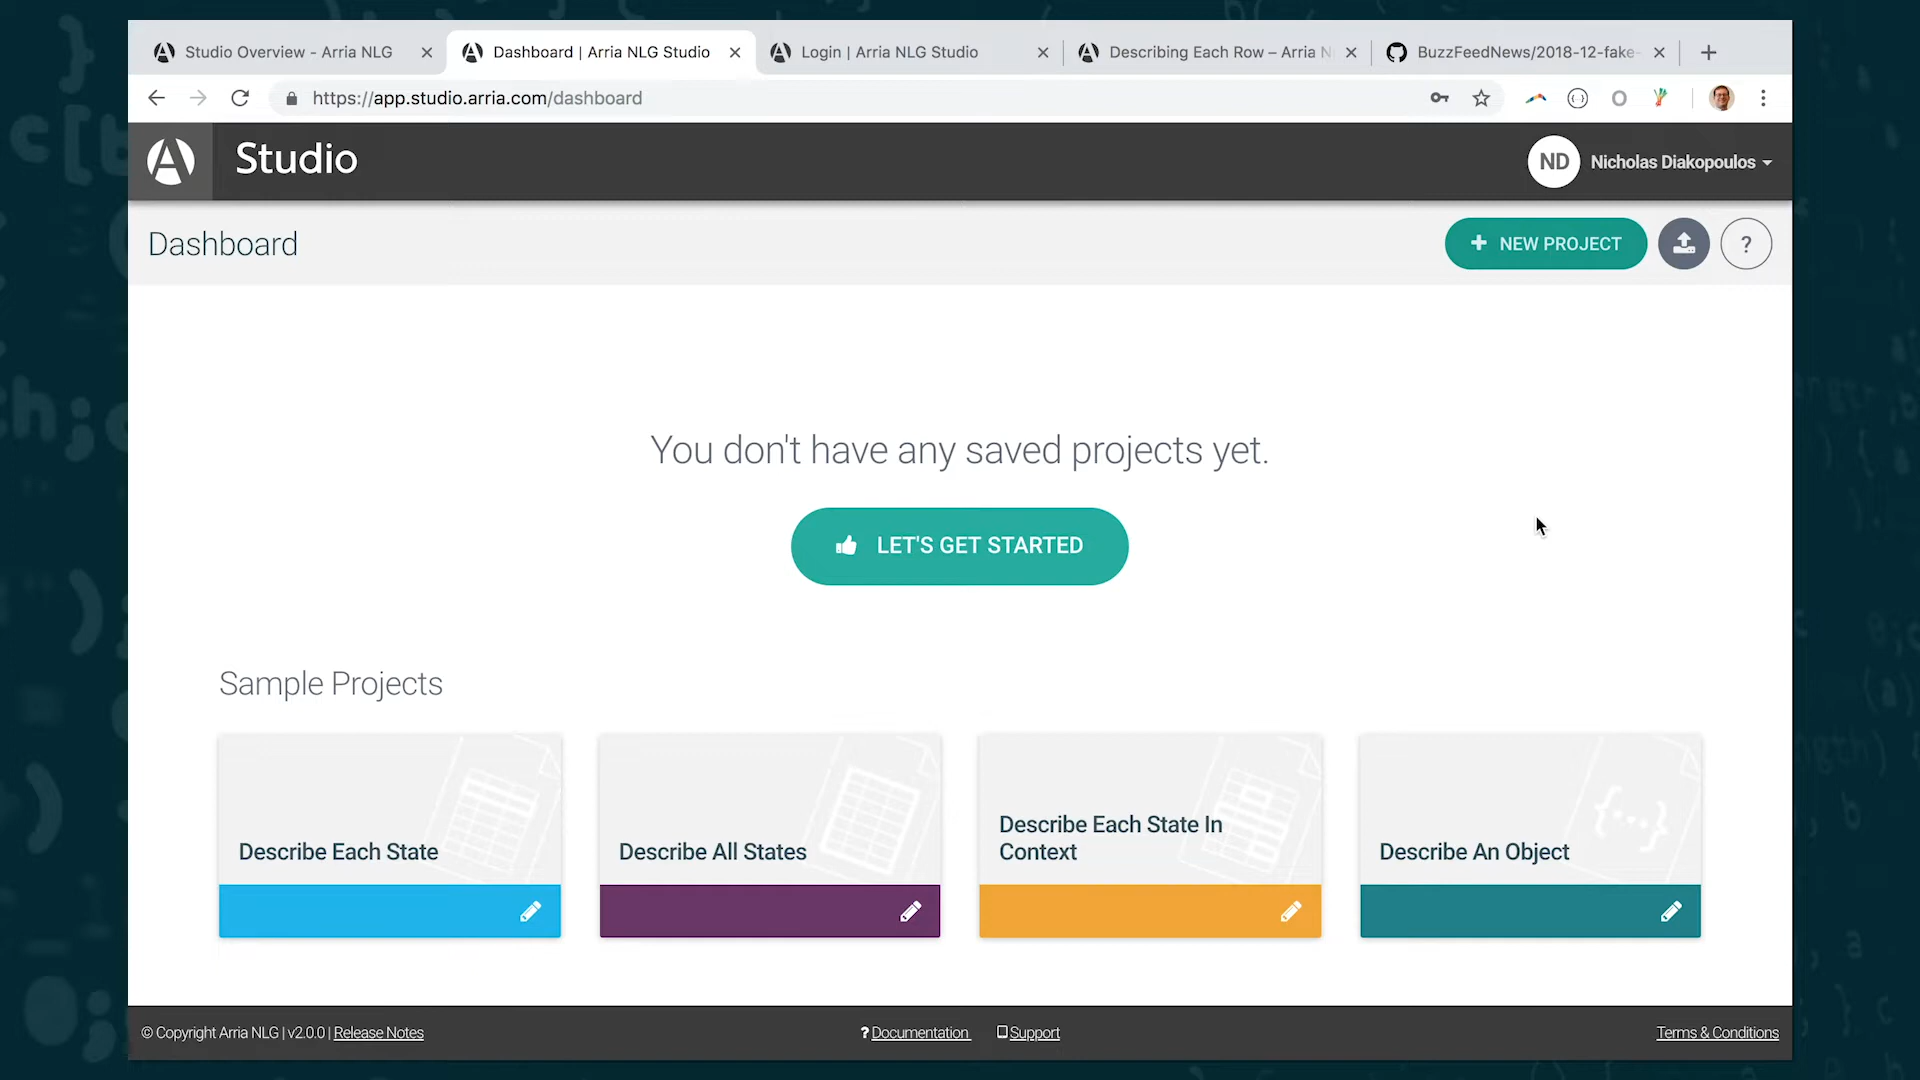 Studio Overview - Arria NLG
Dashboard | Arria NLG Studio
Login | Arria NLG Studio
Describing Each Row – Arria N
BuzzFeedNews/2018-12-fake-
https://app.studio.arria.com/dashboard
Studio
ND
Nicholas Diakopoulos
Dashboard
+ NEW PROJECT
?
You don't have any saved projects yet.
LET'S GET STARTED
Sample Projects
Describe Each State
Describe All States
Describe Each State In
Context
Describe An Object
© Copyright Arria NLG | v2.0.0 | Release Notes
? Documentation
Support
Terms & Conditions